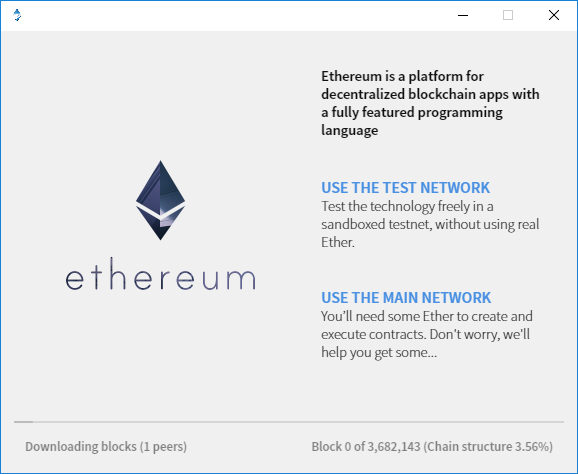 Ethereum is a platform for
decentralized blockchain apps with
a fully featured programming
language
USE THE TEST NETWORK
Test the technology freely in a
sandboxed testnet, without using real
Ether.
ethereum
USE THE MAIN NETWORK
You'll need some Ether to create and
execute contracts. Don't worry, we'll
help you get some...
Downloading blocks (1 peers)
Block 0 of 3,682,143 (Chain structure 3.56%)